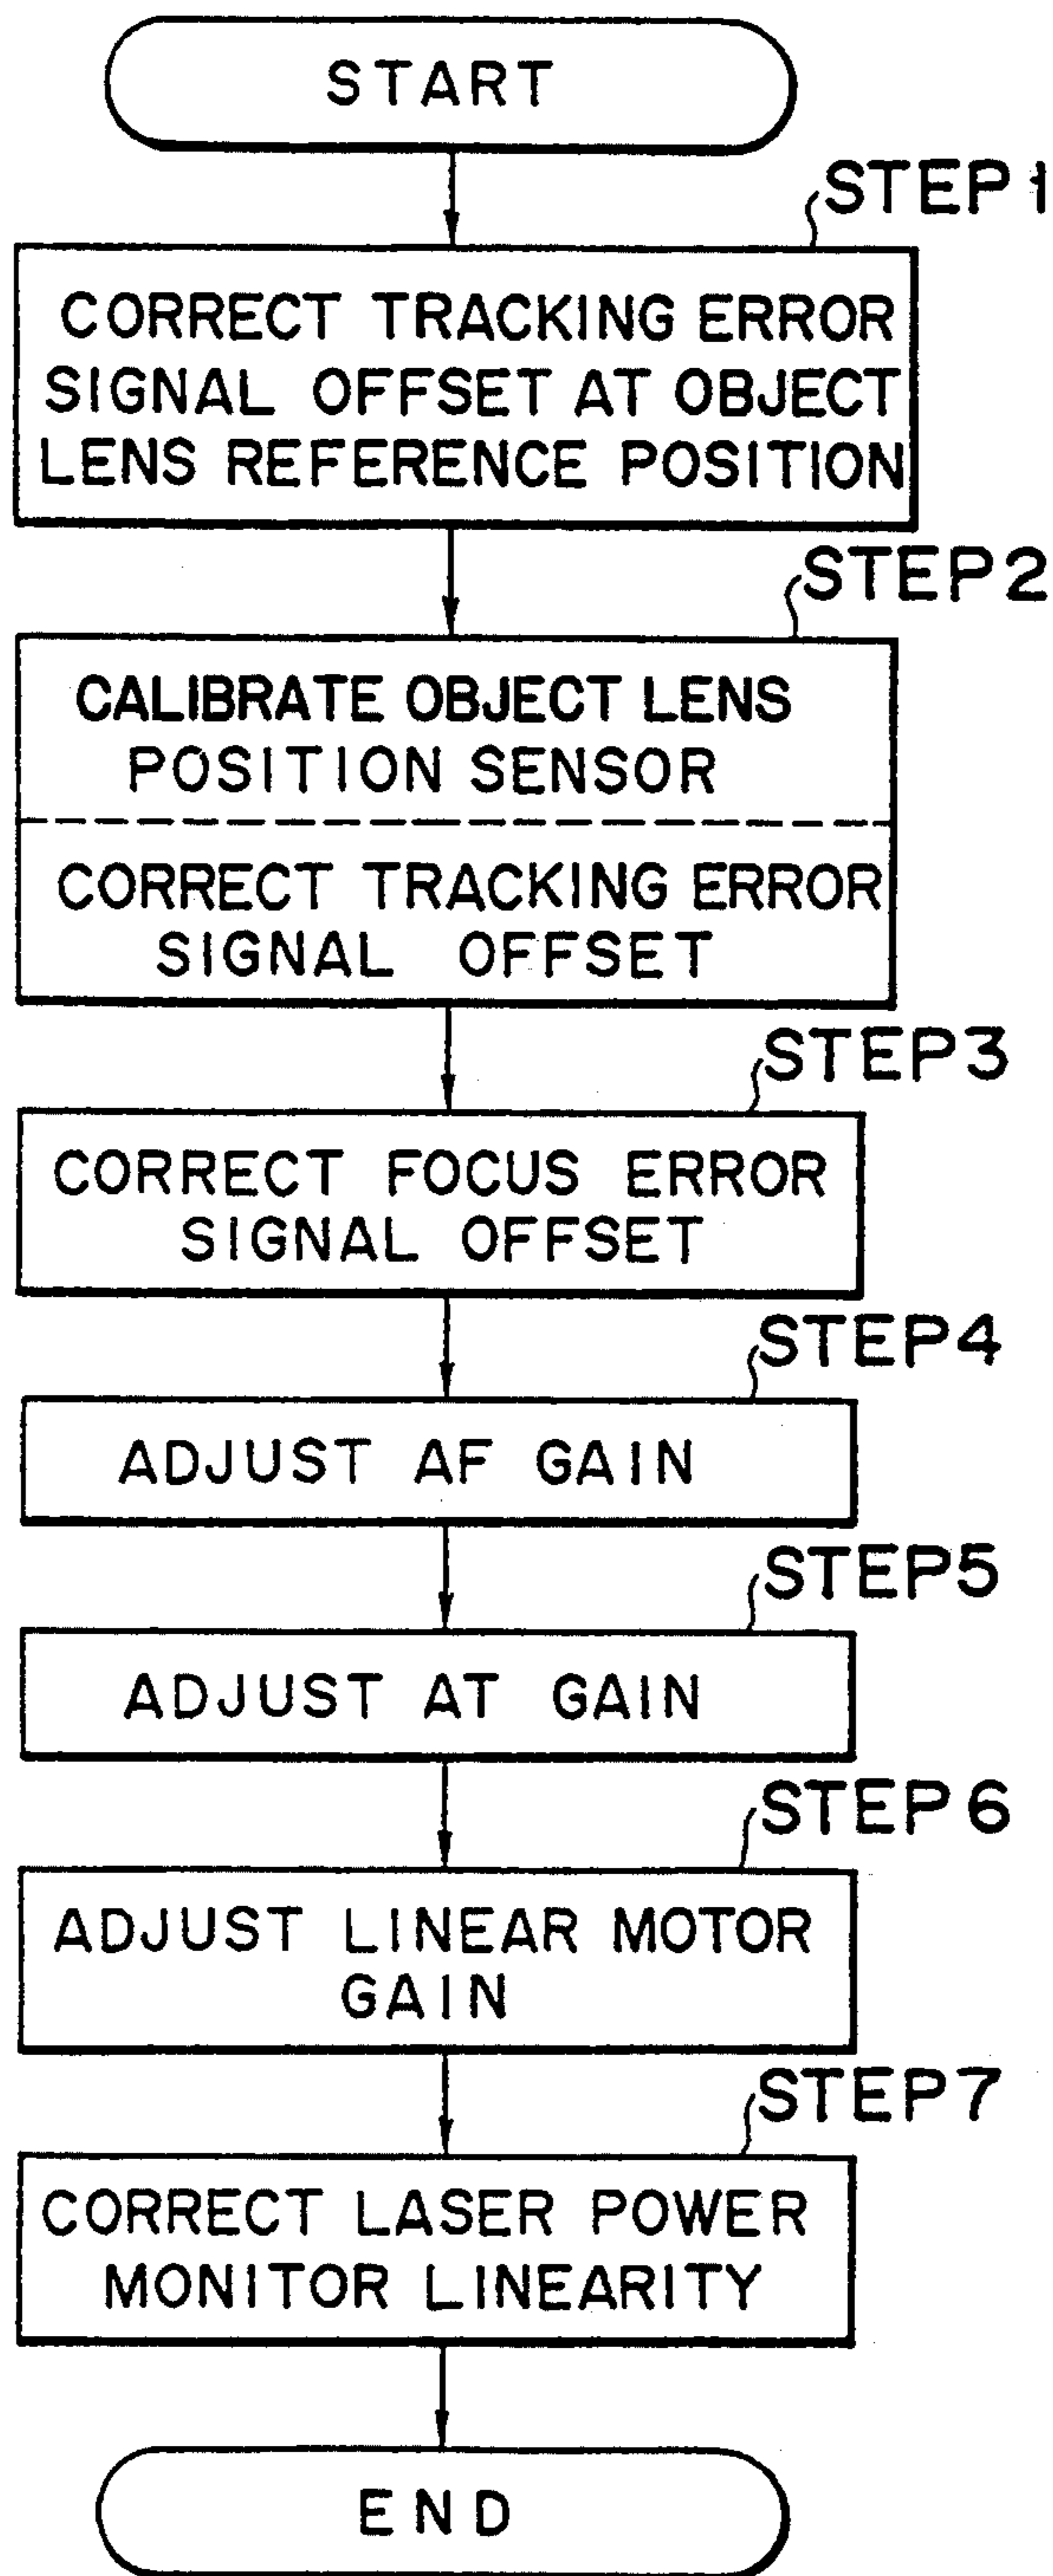 START
STEP 1
CORRECT TRACKING ERROR
SIGNAL OFFSET AT OBJECT
LENS REFERENCE POSITION
STEP2
CALIBRATE OBJECT LENS
POSITION SENSOR
CORRECT TRACKING ERROR
SIGNAL OFFSET
STEP3
CORRECT FOCUS ERROR
SIGNAL OFFSET
STEP4
ADJUST AF GAIN
STEP5
ADJUST AT GAIN
STEP6
ADJUST LINEAR MOTOR
GAIN
STEP7
CORRECT LASER POWER
MONITOR LINEARITY
END